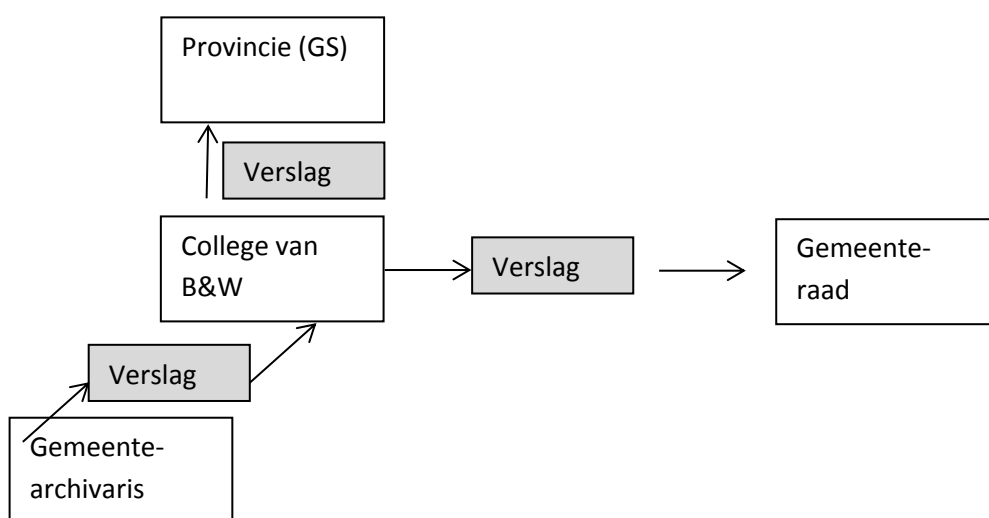 Provincie (GS)
Verslag
College van
B&W
Verslag
Gemeente-
raad
Verslag
Gemeente-
archivaris